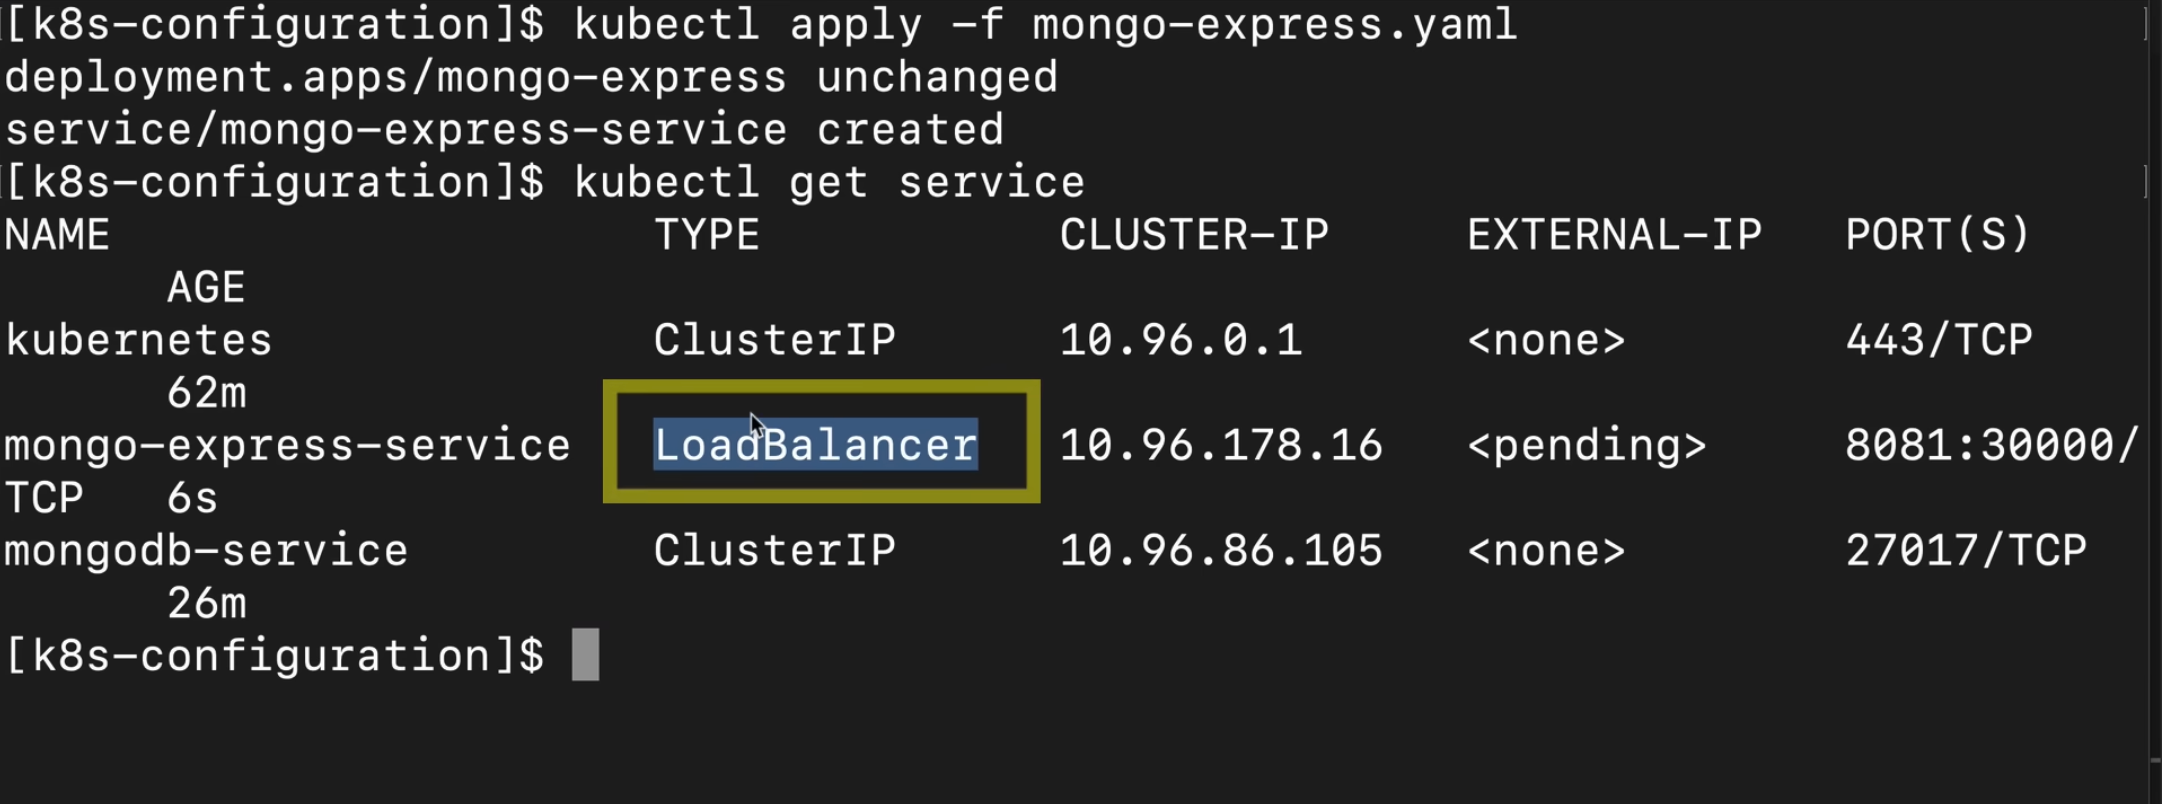 [k8s-configuration]$ kubectl apply -f mongo-express.yaml
deployment.apps/mongo-express unchanged
service/mongo-express-service created
[k8s-configuration]$ kubectl get service
NAME                    TYPE           CLUSTER-IP     EXTERNAL-IP   PORT(S)
      AGE
kubernetes              ClusterIP      10.96.0.1      <none>        443/TCP
      62m
mongo-express-service   LoadBalancer   10.96.178.16   <pending>     8081:30000/
TCP   6s
mongodb-service         ClusterIP      10.96.86.105   <none>        27017/TCP
      26m
[k8s-configuration]$